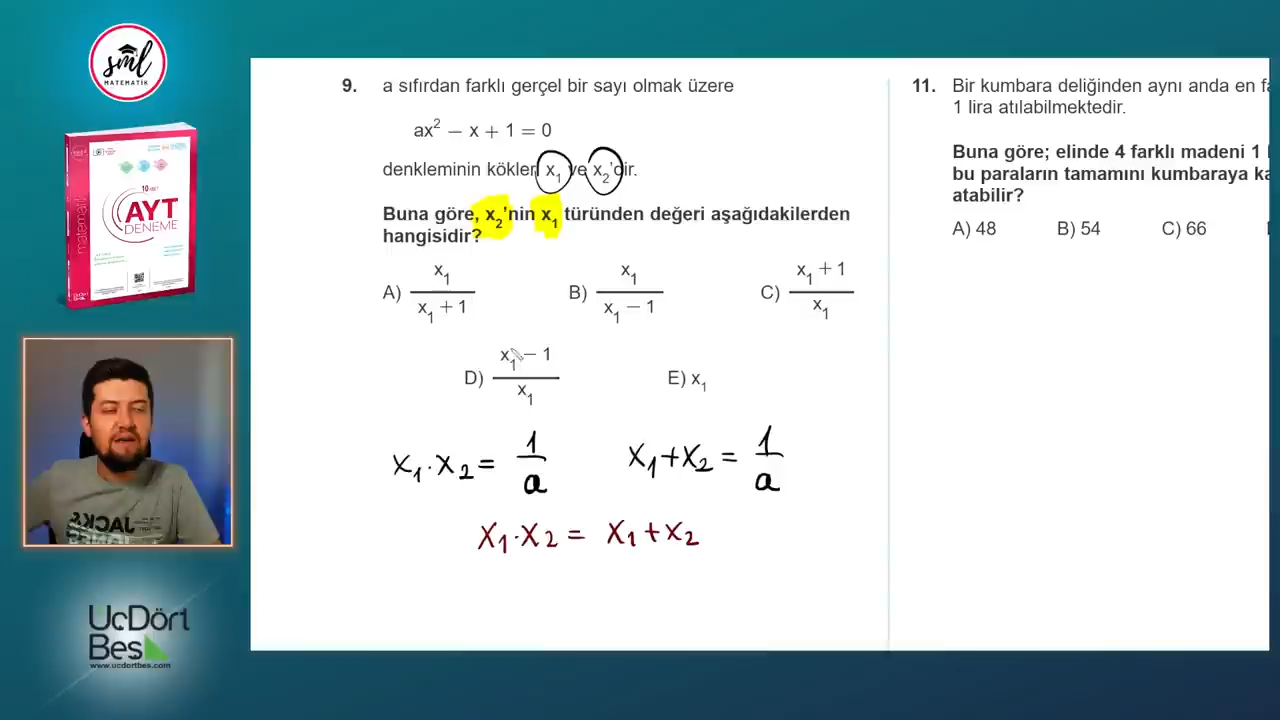 sml
MATEMATİK
matematik
AYT
DENEME
9. a sıfırdan farklı gerçel bir sayı olmak üzere
ax² − x + 1 = 0
denkleminin kökleri x₁ ve x₂'dir.
Buna göre, x₂'nin x₁ türünden değeri aşağıdakilerden
hangisidir?
A) x₁ / (x₁ + 1) B) x₁ / (x₁ − 1) C) (x₁ + 1) / x₁
D) (x₁ − 1) / x₁ E) x₁
x₁ · x₂ = 1/a x₁ + x₂ = 1/a
x₁ · x₂ = x₁ + x₂
11. Bir kumbara deliğinden aynı anda en fa
1 lira atılabilmektedir.
Buna göre; elinde 4 farklı madeni 1 l
bu paraların tamamını kumbaraya ka
atabilir?
A) 48 B) 54 C) 66
JACK
UcDört
Bes
www.ucdortbes.com